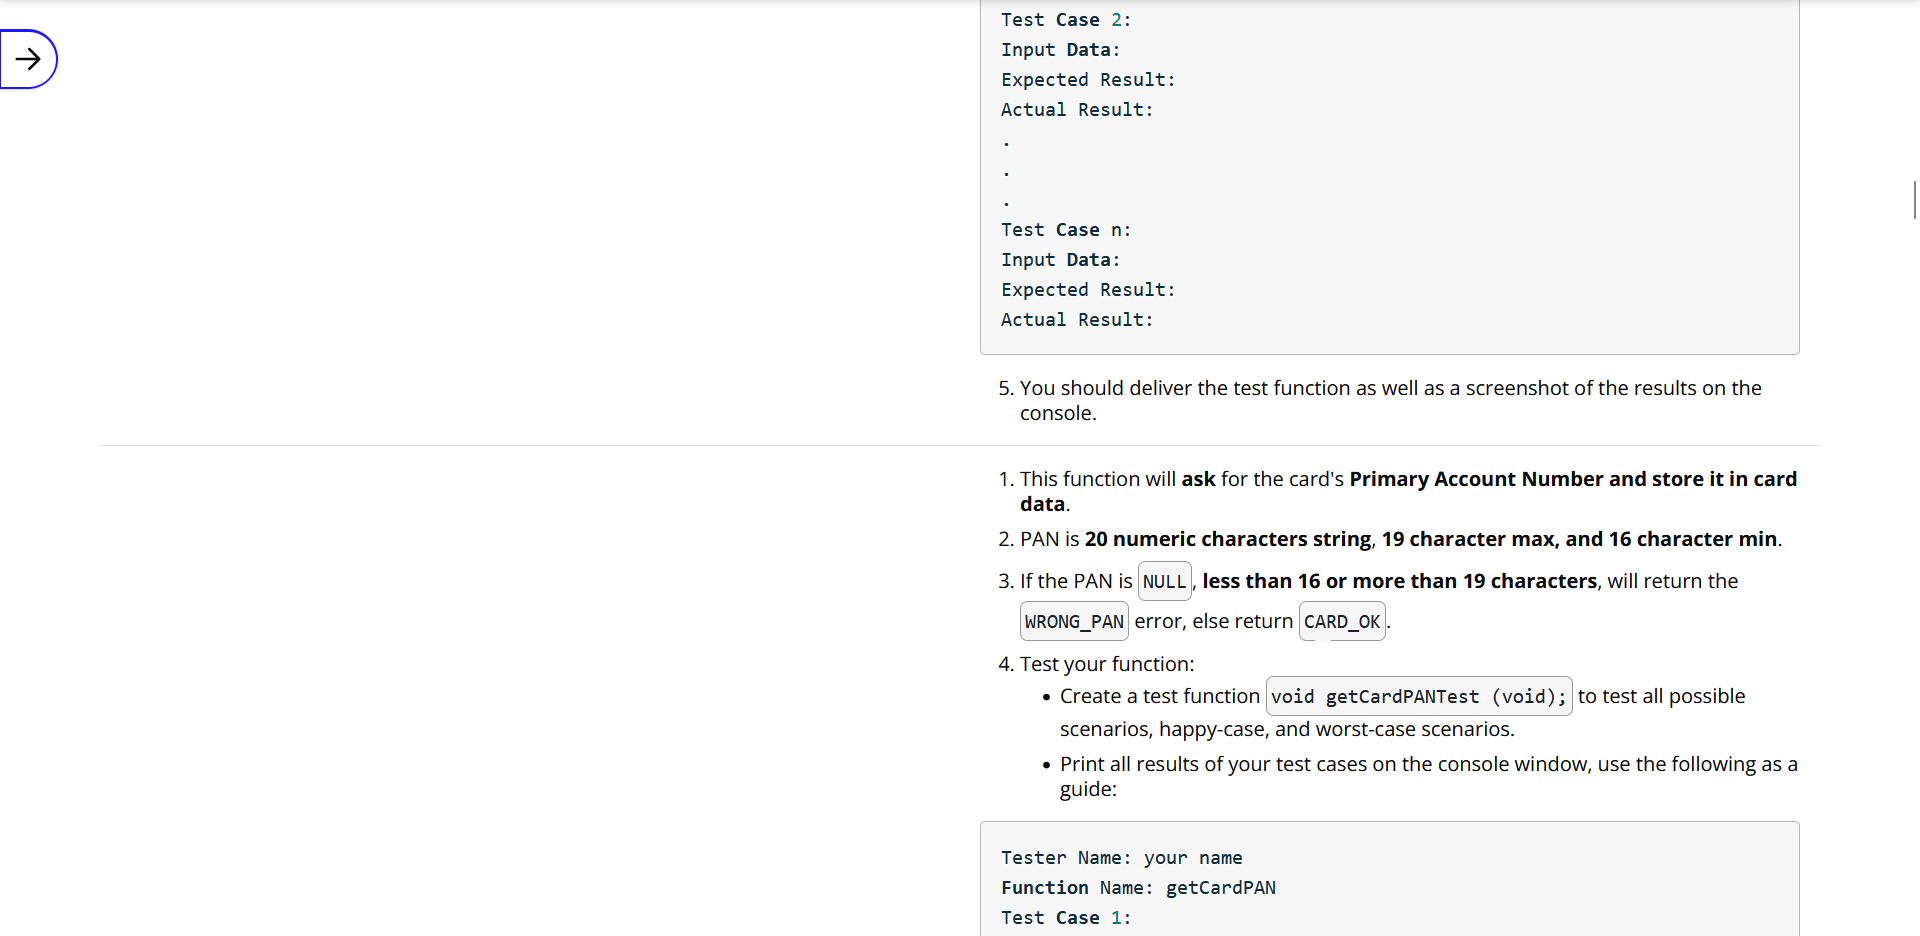 Test Case 2:
Input Data:
Expected Result:
Actual Result:
.
.
.
Test Case n:
Input Data:
Expected Result:
Actual Result:
5. You should deliver the test function as well as a screenshot of the results on the
console.
1. This function will ask for the card's Primary Account Number and store it in card
data.
2. PAN is 20 numeric characters string, 19 character max, and 16 character min.
3. If the PAN is NULL, less than 16 or more than 19 characters, will return the
WRONG_PAN error, else return CARD_OK.
4. Test your function:
• Create a test function void getCardPANTest (void); to test all possible
scenarios, happy-case, and worst-case scenarios.
• Print all results of your test cases on the console window, use the following as a
guide:
Tester Name: your name
Function Name: getCardPAN
Test Case 1: